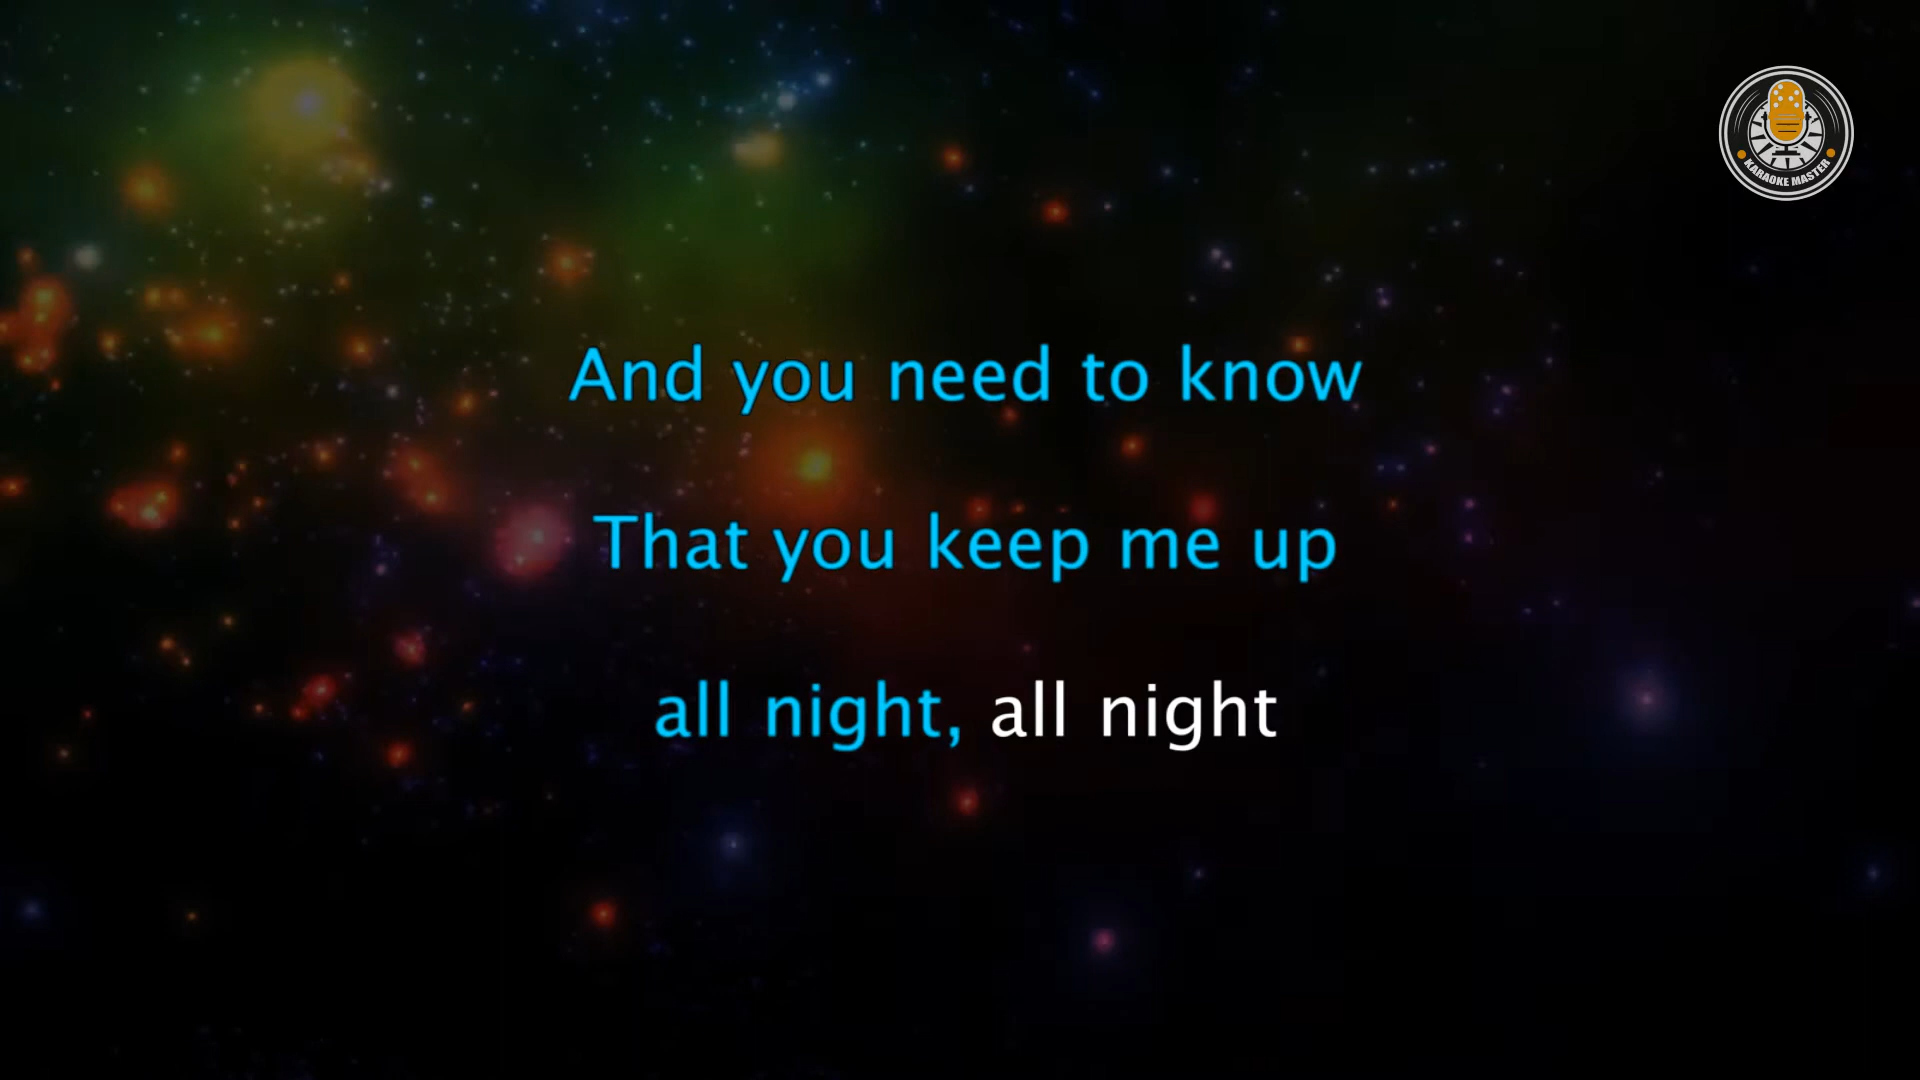 KARAOKE MASTER
And you need to know
That you keep me up
all night, all night